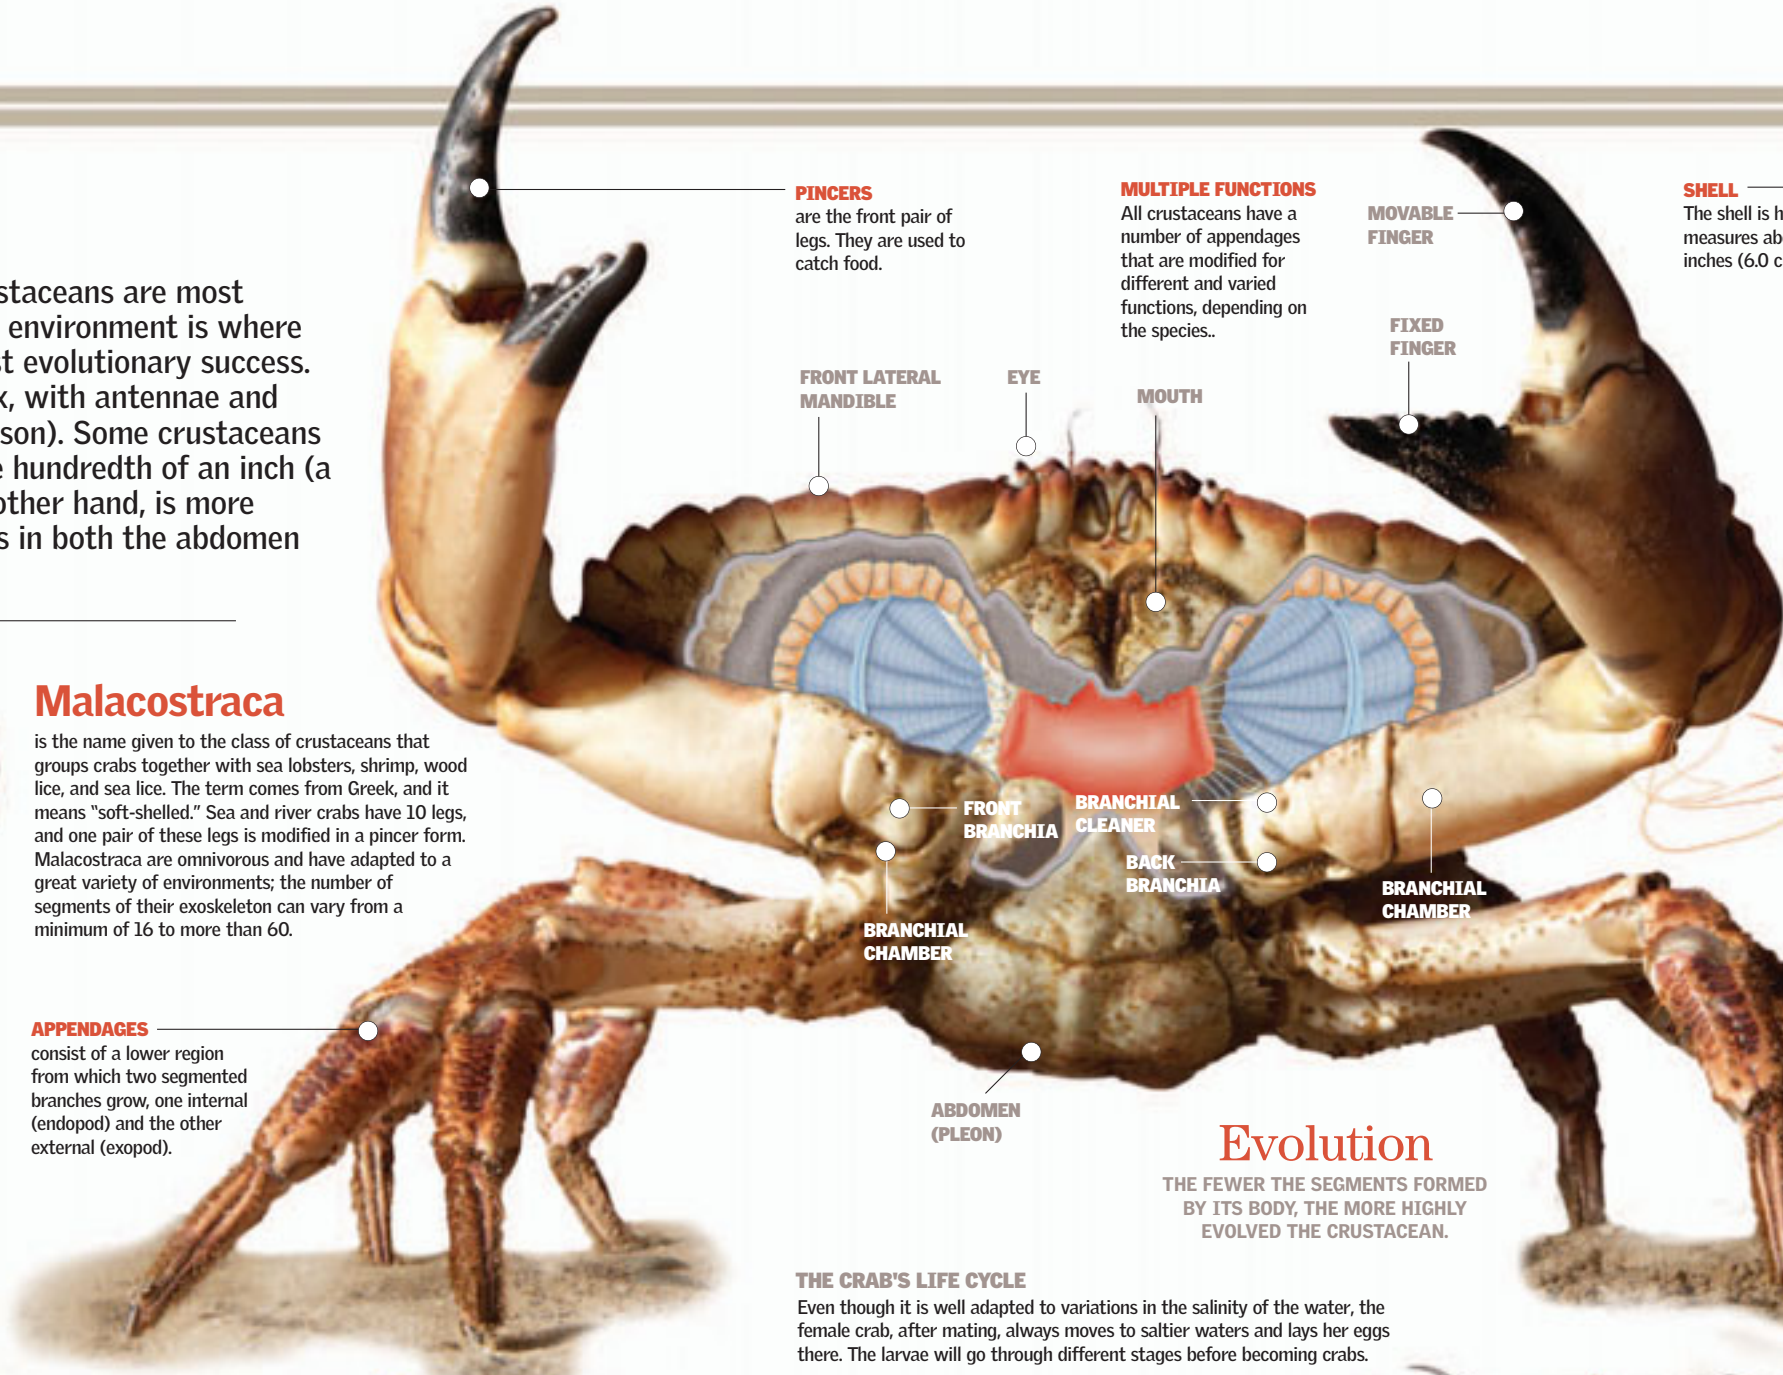 staceans are most
environment is where
st evolutionary success.
x, with antennae and
son). Some crustaceans
e hundredth of an inch (a
other hand, is more
s in both the abdomen
PINCERS
are the front pair of
legs. They are used to
catch food.
MULTIPLE FUNCTIONS
All crustaceans have a
number of appendages
that are modified for
different and varied
functions, depending on
the species..
MOVABLE
FINGER
SHELL
The shell is h
measures ab
inches (6.0 c
FIXED
FINGER
FRONT LATERAL
MANDIBLE
EYE
MOUTH
Malacostraca
is the name given to the class of crustaceans that
groups crabs together with sea lobsters, shrimp, wood
lice, and sea lice. The term comes from Greek, and it
means “soft-shelled.” Sea and river crabs have 10 legs,
and one pair of these legs is modified in a pincer form.
Malacostraca are omnivorous and have adapted to a
great variety of environments; the number of
segments of their exoskeleton can vary from a
minimum of 16 to more than 60.
FRONT
BRANCHIA
BRANCHIAL
CLEANER
BACK
BRANCHIA
BRANCHIAL
CHAMBER
BRANCHIAL
CHAMBER
APPENDAGES
consist of a lower region
from which two segmented
branches grow, one internal
(endopod) and the other
external (exopod).
ABDOMEN
(PLEON)
Evolution
THE FEWER THE SEGMENTS FORMED
BY ITS BODY, THE MORE HIGHLY
EVOLVED THE CRUSTACEAN.
THE CRAB'S LIFE CYCLE
Even though it is well adapted to variations in the salinity of the water, the
female crab, after mating, always moves to saltier waters and lays her eggs
there. The larvae will go through different stages before becoming crabs.